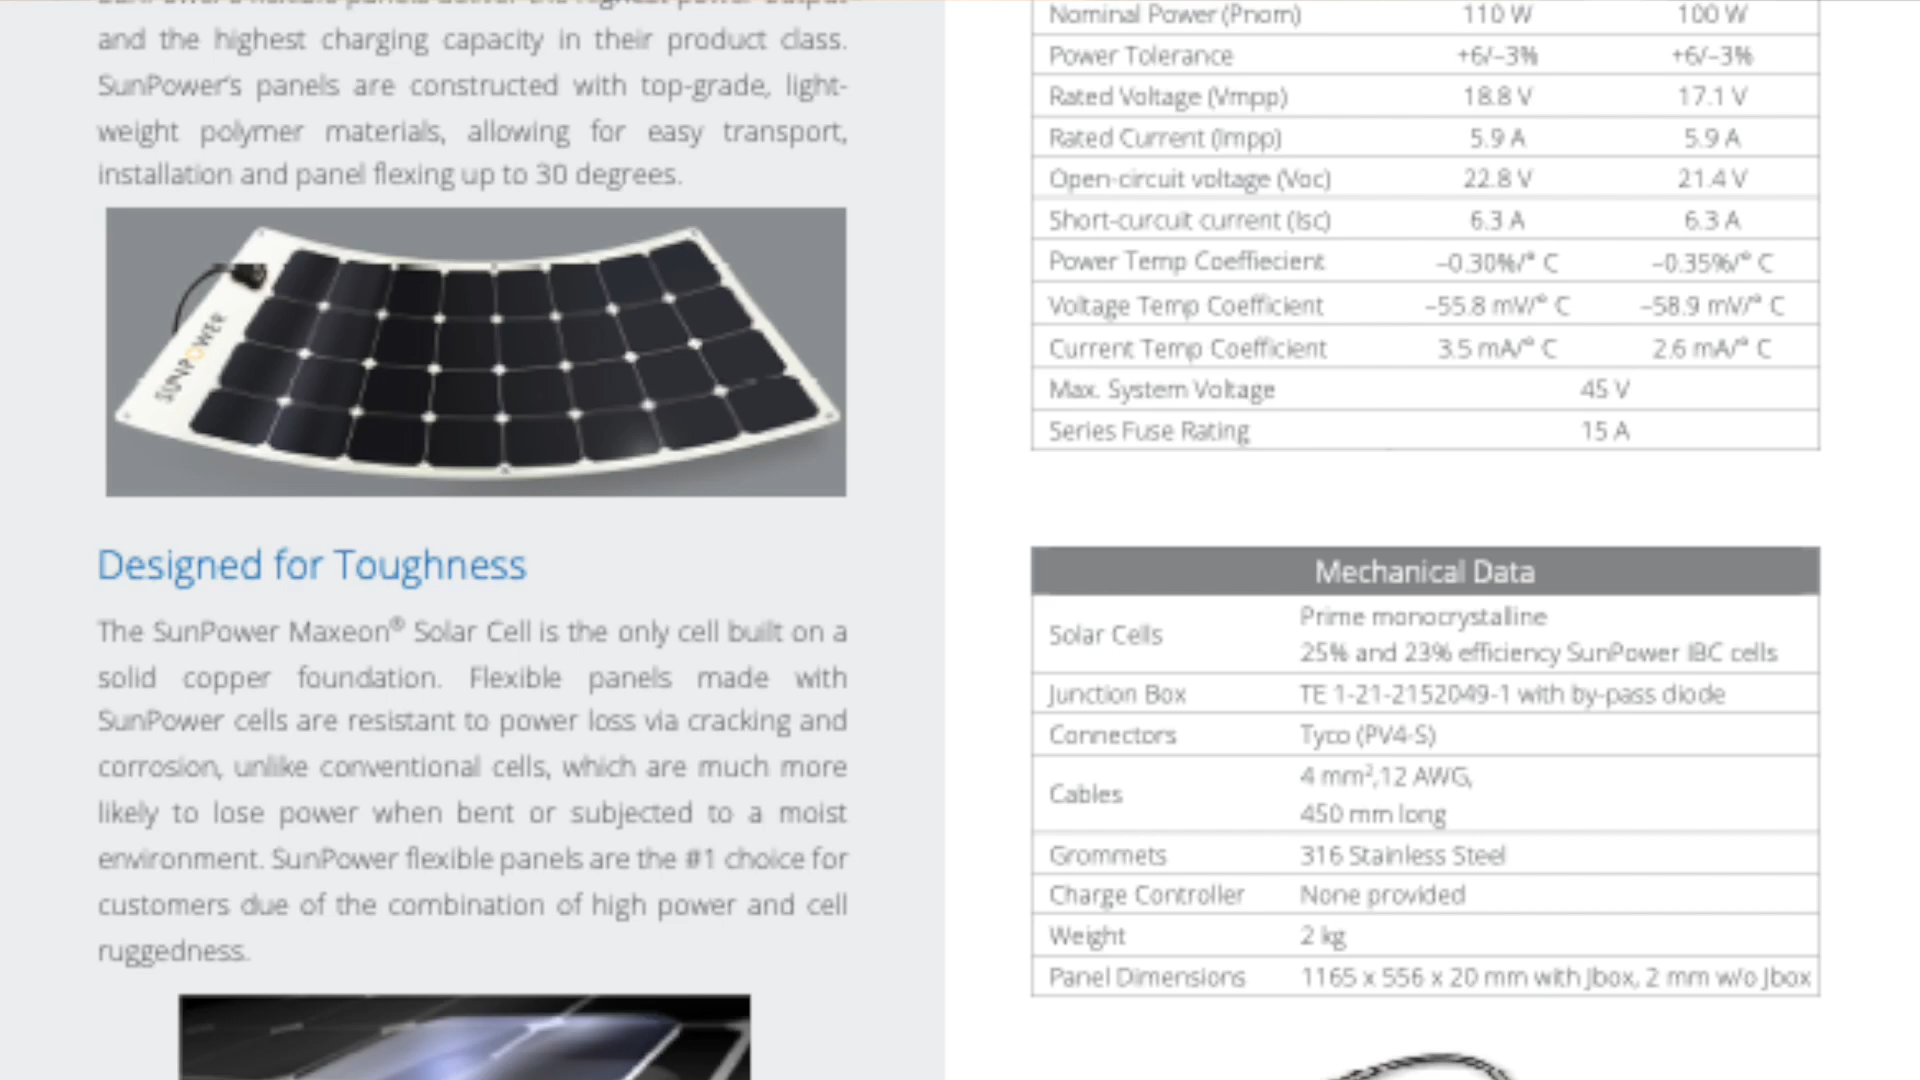 and the highest charging capacity in their product class.
SunPower's panels are constructed with top-grade, light-
weight polymer materials, allowing for easy transport,
installation and panel flexing up to 30 degrees.
SUNPOWER
Designed for Toughness
The SunPower Maxeon® Solar Cell is the only cell built on a
solid copper foundation. Flexible panels made with
SunPower cells are resistant to power loss via cracking and
corrosion, unlike conventional cells, which are much more
likely to lose power when bent or subjected to a moist
environment. SunPower flexible panels are the #1 choice for
customers due of the combination of high power and cell
ruggedness.
Nominal Power (Pnom) 110 W 100 W
Power Tolerance +6/–3% +6/–3%
Rated Voltage (Vmpp) 18.8 V 17.1 V
Rated Current (Impp) 5.9 A 5.9 A
Open-circuit voltage (Voc) 22.8 V 21.4 V
Short-curcuit current (Isc) 6.3 A 6.3 A
Power Temp Coeffiecient –0.30%/° C –0.35%/° C
Voltage Temp Coefficient –55.8 mV/° C –58.9 mV/° C
Current Temp Coefficient 3.5 mA/° C 2.6 mA/° C
Max. System Voltage 45 V
Series Fuse Rating 15 A
Mechanical Data
Solar Cells Prime monocrystalline
25% and 23% efficiency SunPower IBC cells
Junction Box TE 1-21-2152049-1 with by-pass diode
Connectors Tyco (PV4-S)
Cables 4 mm²,12 AWG,
450 mm long
Grommets 316 Stainless Steel
Charge Controller None provided
Weight 2 kg
Panel Dimensions 1165 x 556 x 20 mm with Jbox, 2 mm w/o Jbox